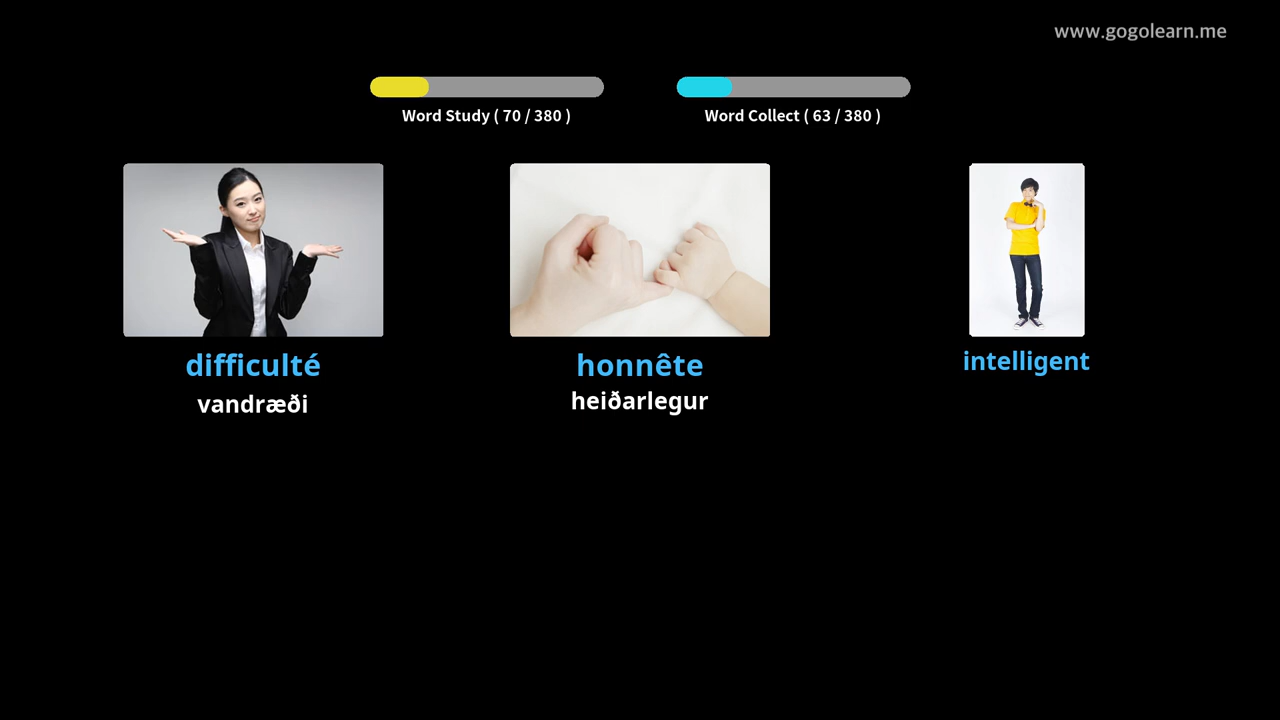 www.gogolearn.me
Word Study ( 70 / 380 )
Word Collect ( 63 / 380 )
difficulté
vandræði
honnête
heiðarlegur
intelligent